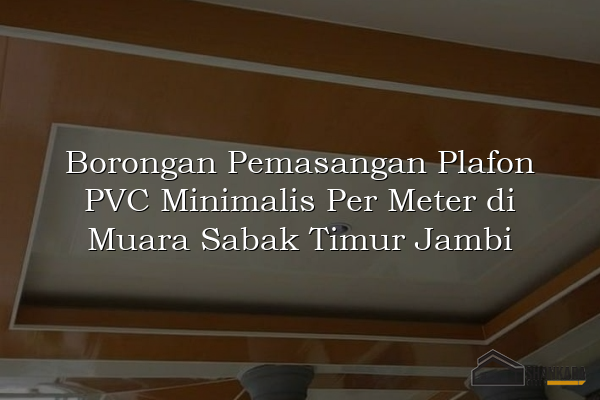 Borongan Pemasangan Plafon
PVC Minimalis Per Meter di
Muara Sabak Timur Jambi